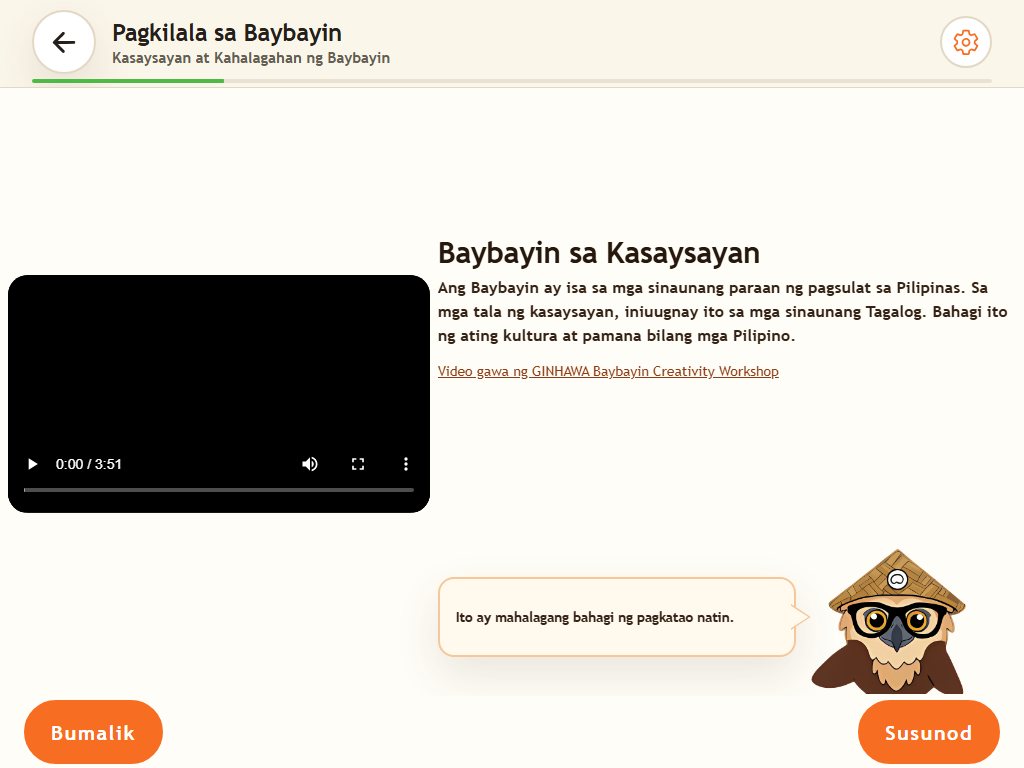 Pagkilala sa Baybayin
Kasaysayan at Kahalagahan ng Baybayin
Baybayin sa Kasaysayan
Ang Baybayin ay isa sa mga sinaunang paraan ng pagsulat sa Pilipinas. Sa
mga tala ng kasaysayan, iniuugnay ito sa mga sinaunang Tagalog. Bahagi ito
ng ating kultura at pamana bilang mga Pilipino.
Video gawa ng GINHAWA Baybayin Creativity Workshop
0:00 / 3:51
Ito ay mahalagang bahagi ng pagkatao natin.
Bumalik
Susunod